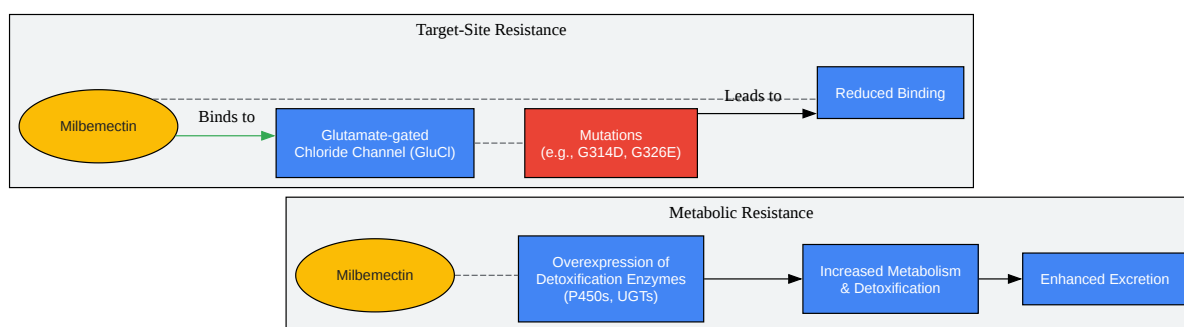 Target-Site Resistance
Milbemectin
Binds to
Glutamate-gated
Chloride Channel (GluCl)
Mutations
(e.g., G314D, G326E)
Leads to
Reduced Binding
Metabolic Resistance
Milbemectin
Overexpression of
Detoxification Enzymes
(P450s, UGTs)
Increased Metabolism
& Detoxification
Enhanced Excretion